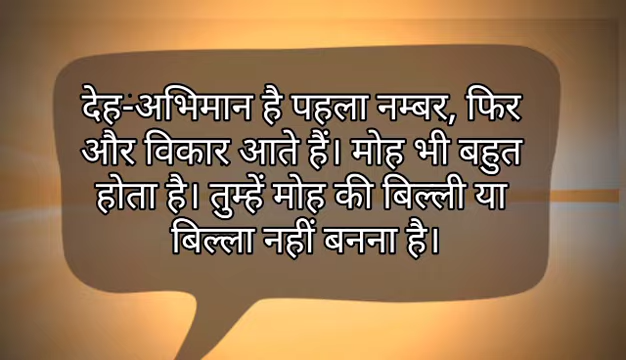 देह-अभिमान है पहला नम्बर, फिर
और विकार आते हैं। मोह भी बहुत
होता है। तुम्हें मोह की बिल्ली या
बिल्ला नहीं बनना है।